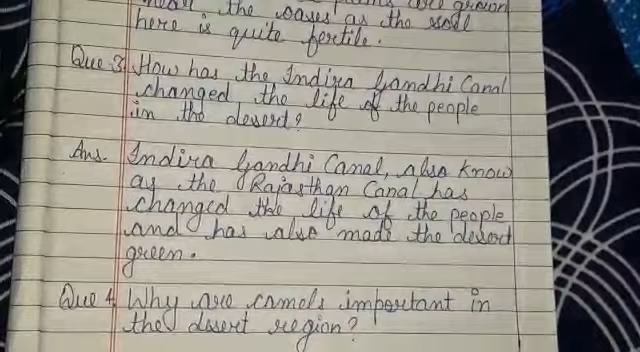 near the oases as the soil
here is quite fertile.
Que 3 How has the Indira Gandhi Canal
changed the life of the people
in the desert?
Ans. Indira Gandhi Canal, also know
as the Rajasthan Canal has
changed the life of the people
and has also made the desert
green.
Que 4 Why are camels important in
the desert region?